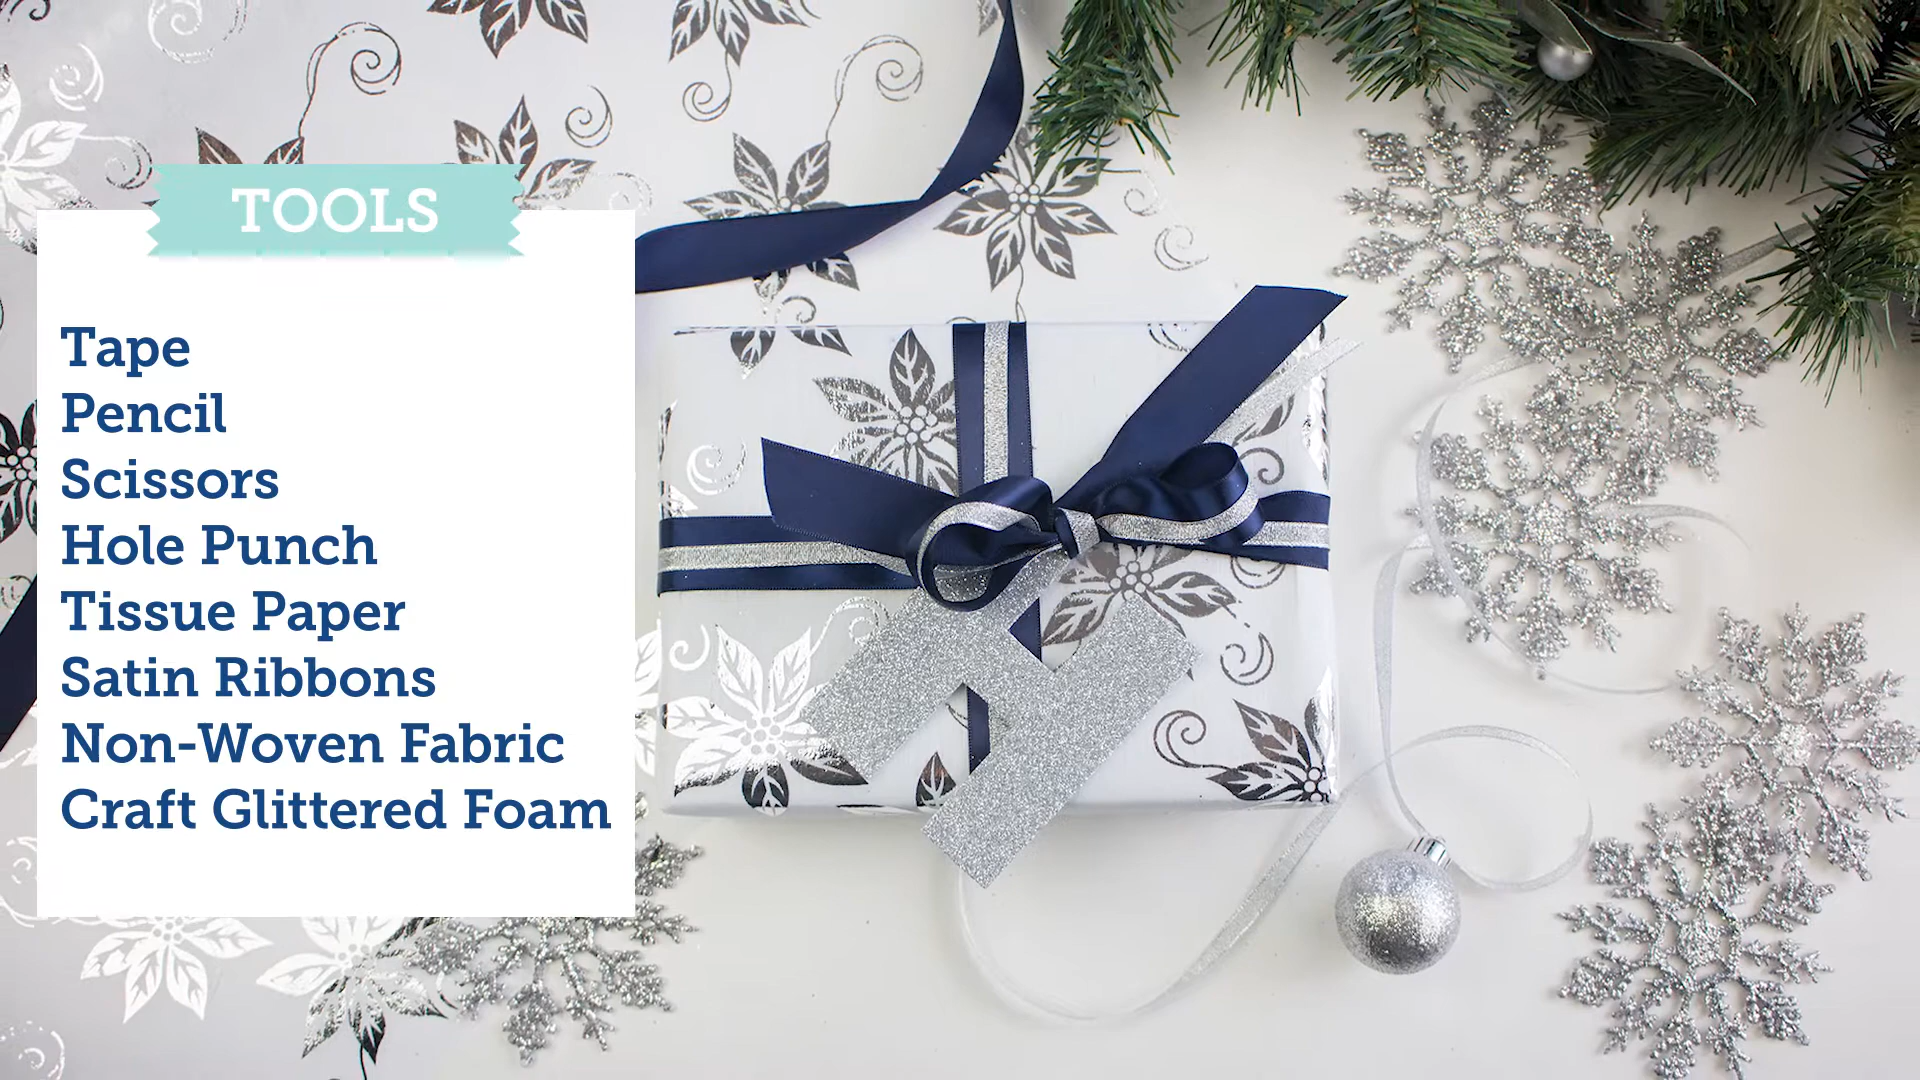 TOOLS
Tape
Pencil
Scissors
Hole Punch
Tissue Paper
Satin Ribbons
Non-Woven Fabric
Craft Glittered Foam